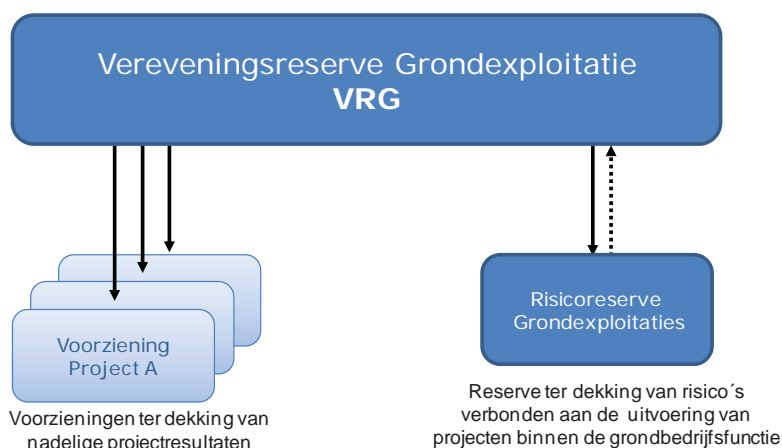 Vereveningsreserve Grondexploitatie
VRG
Voorziening
Project A
Risicoreserve
Grondexploitaties
Voorzieningen ter dekking van
nadelige projectresultaten
Reserve ter dekking van risico´s
verbonden aan de uitvoering van
projecten binnen de grondbedrijfsfunctie